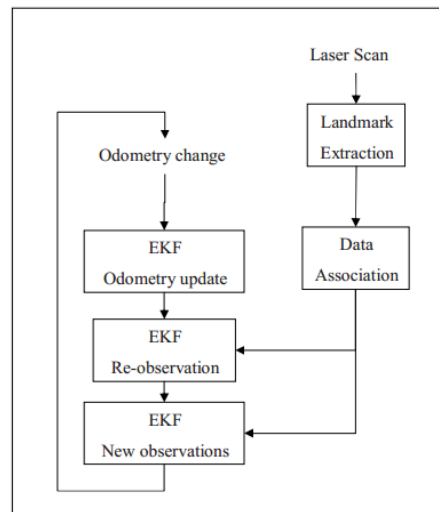 Laser Scan
Landmark
Extraction
Odometry change
EKF
Odometry update
Data
Association
EKF
Re-observation
EKF
New observations